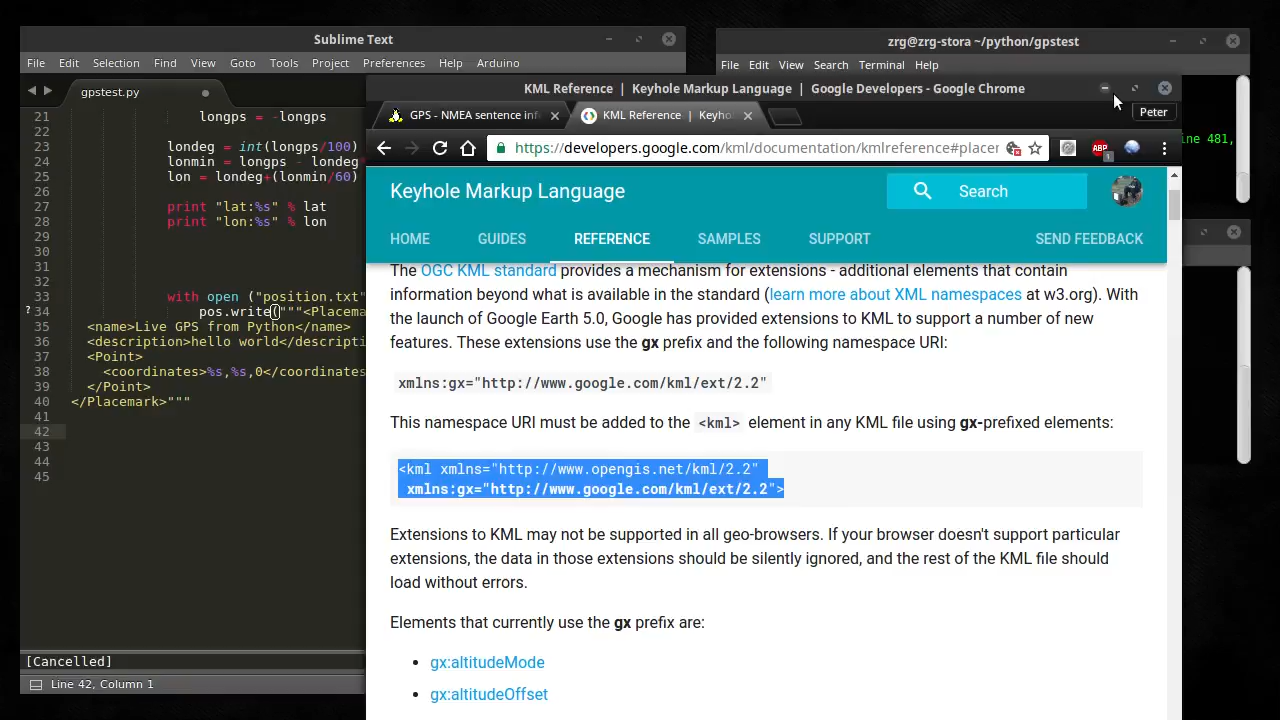 Sublime Text
File Edit Selection Find View Goto Tools Project Preferences Help Arduino
gpstest.py
21 longps = -longps
22
23 londeg = int(longps/100)
24 lonmin = longps - londeg
25 lon = londeg+(lonmin/60)
26
27 print "lat:%s" % lat
28 print "lon:%s" % lon
29
30
31
32
33 with open ("position.txt"
? 34 pos.write("""<Placema
35 <name>Live GPS from Python</name>
36 <description>hello world</descripti
37 <Point>
38 <coordinates>%s,%s,0</coordinates
39 </Point>
40 </Placemark>"""
41
42
43
44
45
[Cancelled]
Line 42, Column 1
zrg@zrg-stora ~/python/gpstest
File Edit View Search Terminal Help
ine 481,
KML Reference | Keyhole Markup Language | Google Developers - Google Chrome
Peter
GPS - NMEA sentence inf
KML Reference | Keyho
https://developers.google.com/kml/documentation/kmlreference#placer
ABP
1
Keyhole Markup Language
Search
HOME GUIDES REFERENCE SAMPLES SUPPORT SEND FEEDBACK
The OGC KML standard provides a mechanism for extensions - additional elements that contain
information beyond what is available in the standard (learn more about XML namespaces at w3.org). With
the launch of Google Earth 5.0, Google has provided extensions to KML to support a number of new
features. These extensions use the gx prefix and the following namespace URI:
xmlns:gx="http://www.google.com/kml/ext/2.2"
This namespace URI must be added to the <kml> element in any KML file using gx-prefixed elements:
<kml xmlns="http://www.opengis.net/kml/2.2"
xmlns:gx="http://www.google.com/kml/ext/2.2">
Extensions to KML may not be supported in all geo-browsers. If your browser doesn't support particular
extensions, the data in those extensions should be silently ignored, and the rest of the KML file should
load without errors.
Elements that currently use the gx prefix are:
• gx:altitudeMode
• gx:altitudeOffset